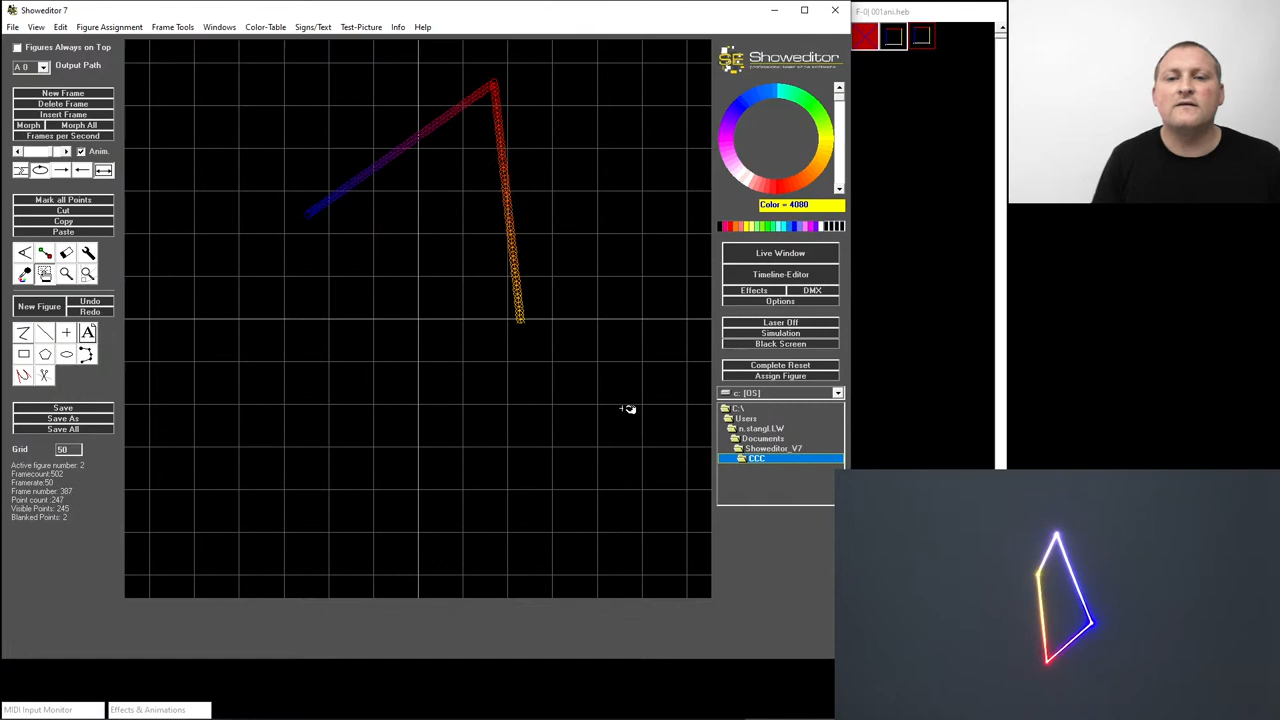 Showeditor 7
F-0| 001ani.heb
File View Edit Figure Assignment Frame Tools Windows Color-Table Signs/Text Test-Picture Info Help
Figures Always on Top
A 0 Output Path
New Frame
Delete Frame
Insert Frame
Morph Morph All
Frames per Second
Anim.
Mark all Points
Cut
Copy
Paste
New Figure Undo
Redo
A
Save
Save As
Save All
Grid 50
Active figure number: 2
Framecount:502
Framerate:50
Frame number: 387
Point count :247
Visible Points: 245
Blanked Points: 2
SE Showeditor
Color = 4080
Live Window
Timeline-Editor
Effects DMX
Options
Laser Off
Simulation
Black Screen
Complete Reset
Assign Figure
c: [OS]
C:\
Users
n.stangl.LW
Documents
Showeditor_V7
CCC
MIDI Input Monitor Effects & Animations